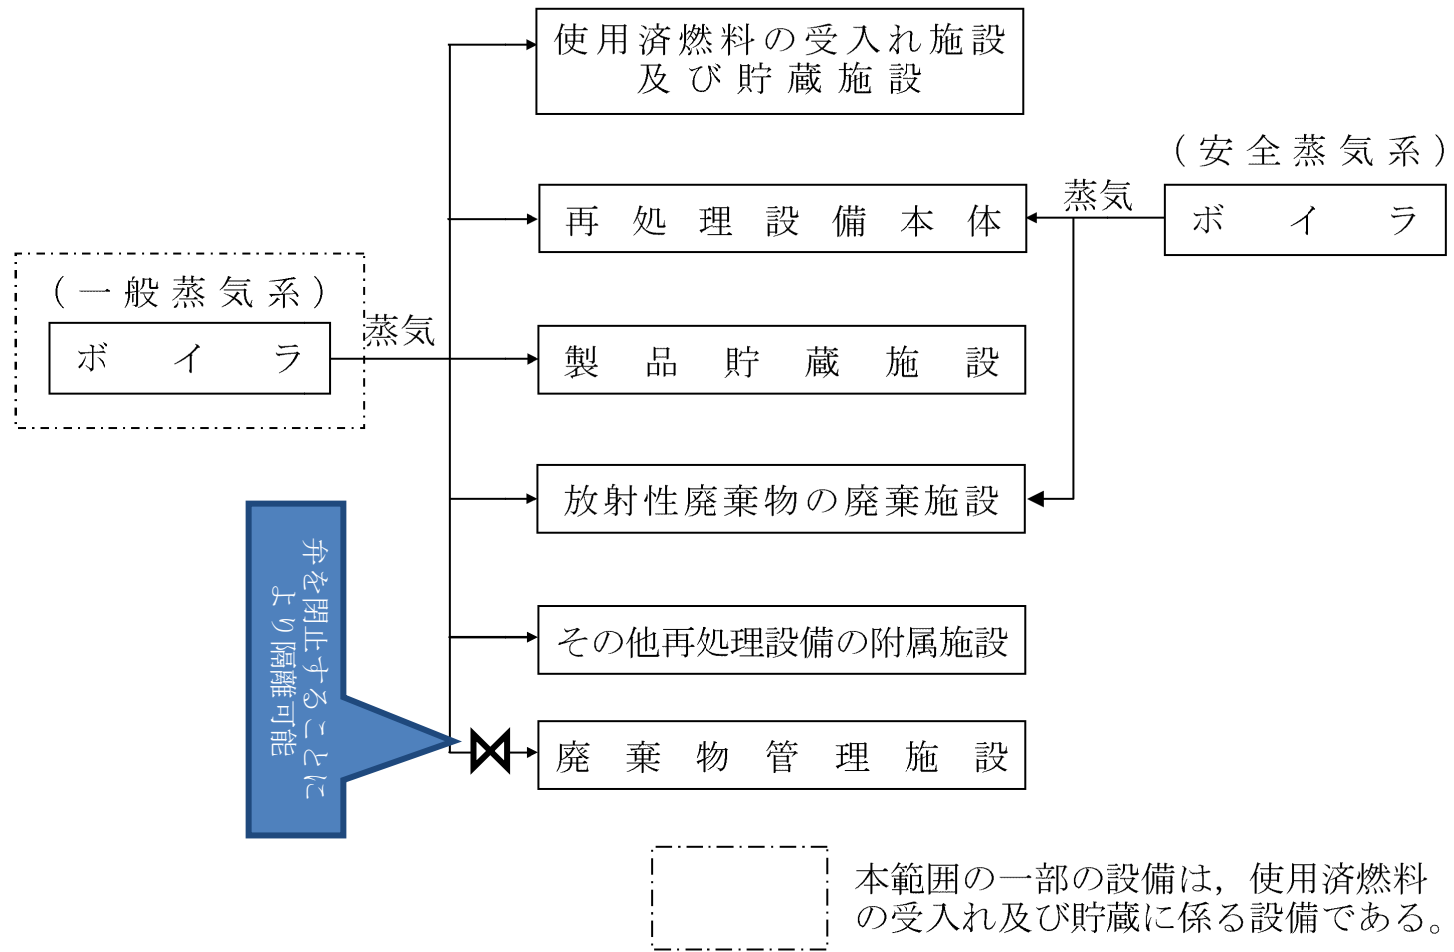 使用済燃料の受入れ施設
及び貯蔵施設
(安全蒸気系)
蒸気
ボイラ
再処理設備本体
(一般蒸気系)
蒸気
ボイラ
製品貯蔵施設
放射性廃棄物の廃棄施設
弁を閉止することに
より隔離可能
その他再処理設備の附属施設
廃棄物管理施設
本範囲の一部の設備は，使用済燃料
の受入れ及び貯蔵に係る設備である。